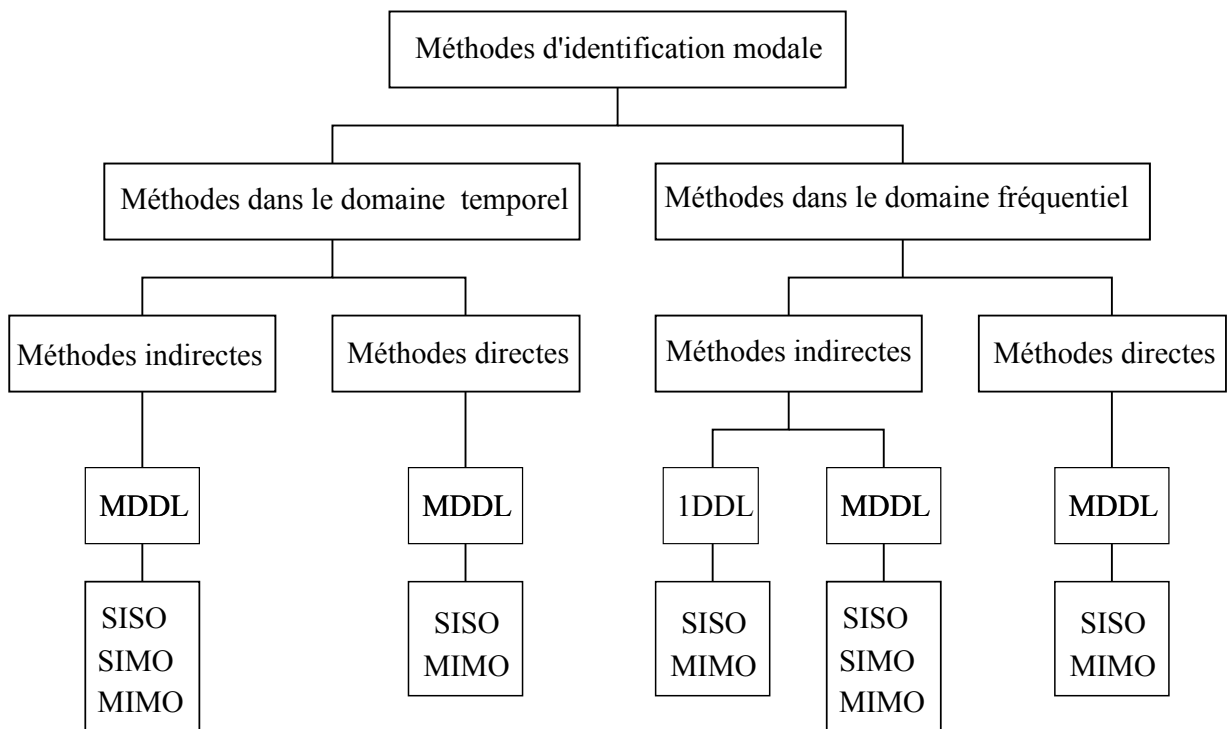 Méthodes d'identification modale
Méthodes dans le domaine temporel
Méthodes dans le domaine fréquentiel
Méthodes indirectes
Méthodes directes
Méthodes indirectes
Méthodes directes
MDDL
MDDL
1DDL
MDDL
MDDL
SISO
SIMO
MIMO
SISO
MIMO
SISO
MIMO
SISO
SIMO
MIMO
SISO
MIMO